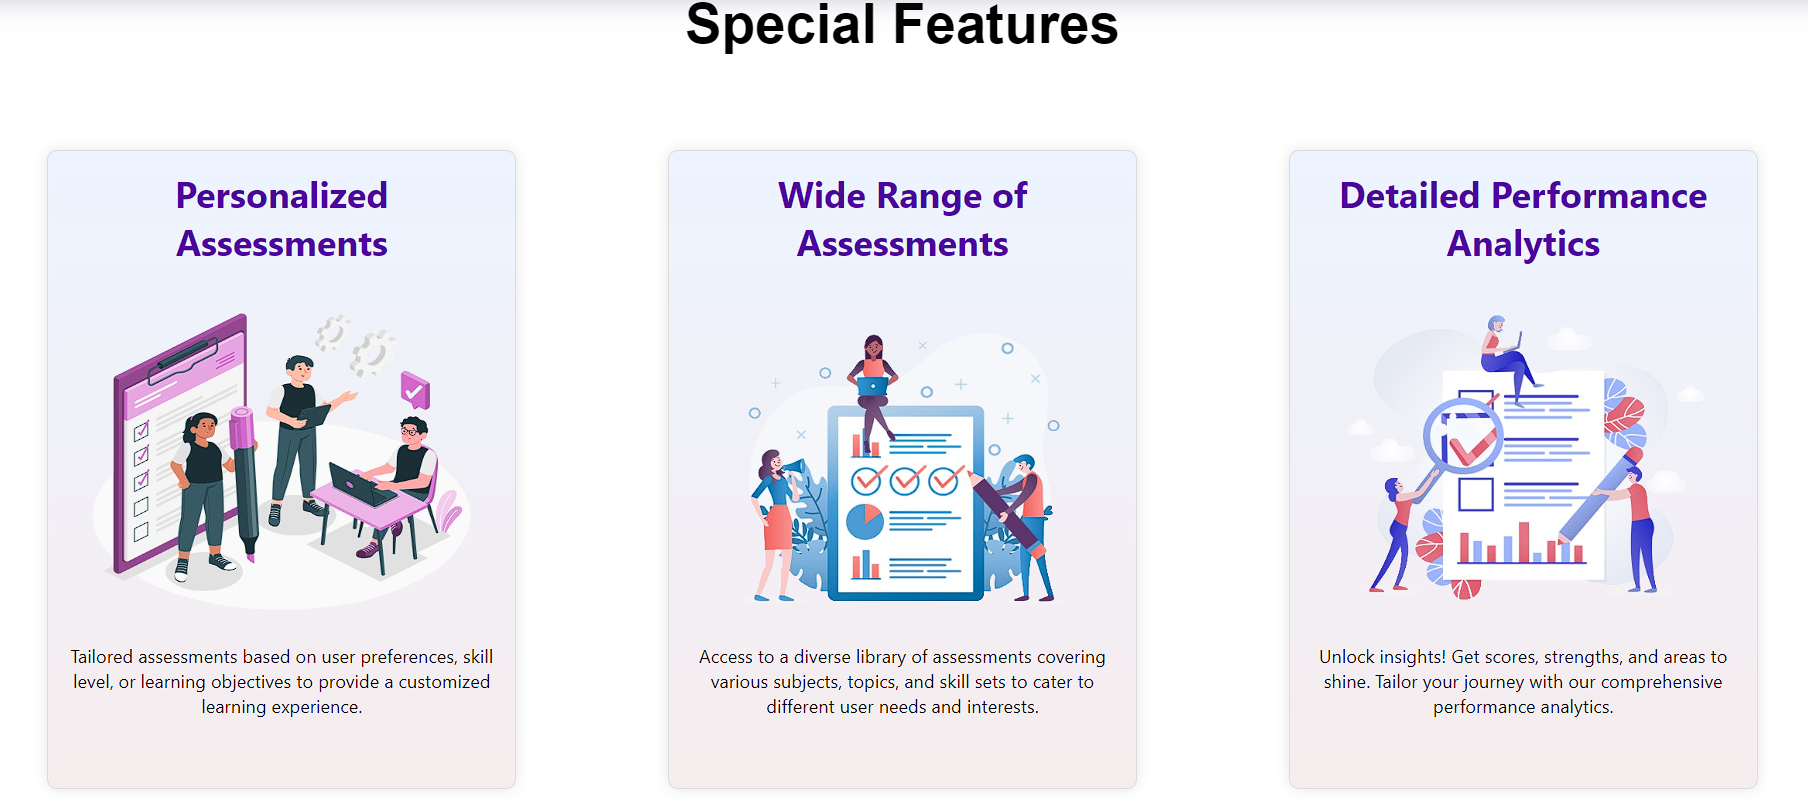 Special Features
Personalized
Assessments
Tailored assessments based on user preferences, skill
level, or learning objectives to provide a customized
learning experience.
Wide Range of
Assessments
Access to a diverse library of assessments covering
various subjects, topics, and skill sets to cater to
different user needs and interests.
Detailed Performance
Analytics
Unlock insights! Get scores, strengths, and areas to
shine. Tailor your journey with our comprehensive
performance analytics.